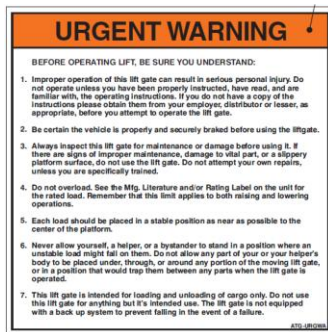 URGENT WARNING
BEFORE OPERATING LIFT, BE SURE YOU UNDERSTAND:
1. Improper operation of this lift gate can result in serious personal injury. Do
not operate unless you have been properly instructed, have read, and are
familiar with, the operating instructions. If you do not have a copy of the
instructions please obtain them from your employer, distributor or lesser, as
appropriate, before you attempt to operate the lift gate.
2. Be certain the vehicle is properly and securely braked before using the liftgate.
3. Always inspect this lift gate for maintenance or damage before using it. If
there are signs of improper maintenance, damage to vital part, or a slippery
platform surface, do not use the lift gate. Do not attempt your own repairs,
unless you are specifically trained.
4. Do not overload. See the Mfg. Literature and/or Rating Label on the unit for
the rated load. Remember that this limit applies to both raising and lowering
operations.
5. Each load should be placed in a stable position as near as possible to the
center of the platform.
6. Never allow yourself, a helper, or a bystander to stand in a position where an
unstable load might fall on them. Do not allow any part of your or your helper's
body to be placed under, through, or around any portion of the moving lift gate,
or in a position that would trap them between any parts when the lift gate is
operated.
7. This lift gate is intended for loading and unloading of cargo only. Do not use
this lift gate for anything but it's intended use. The lift gate is not equipped
with a back up system to prevent falling in the event of a failure.
ATG-URGWA